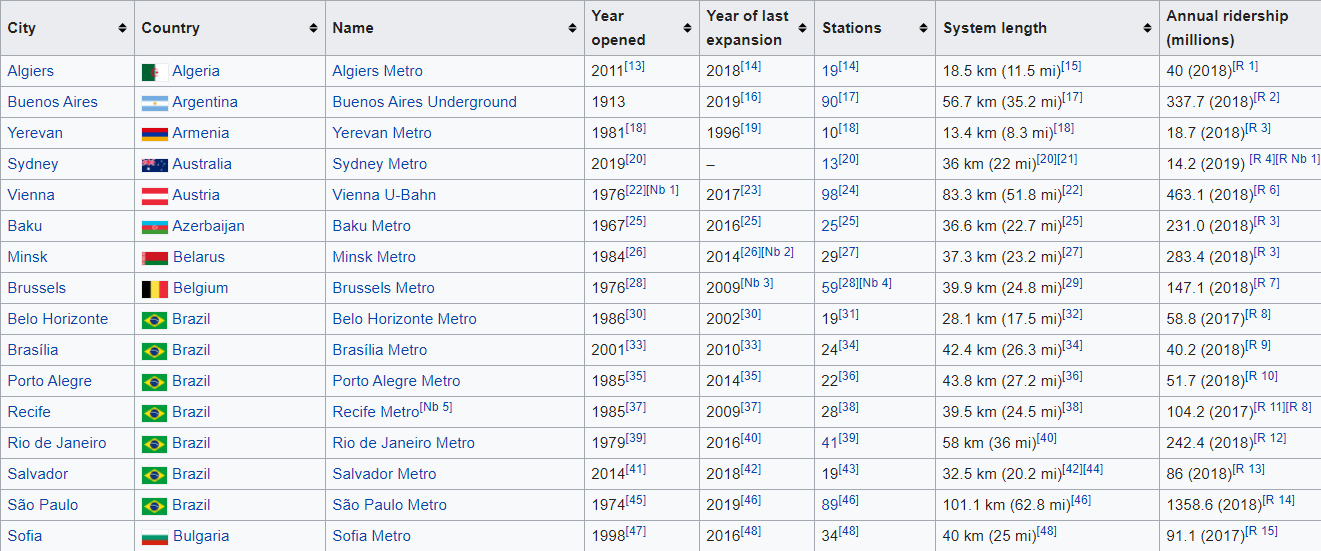 City Country Name Year opened Year of last expansion Stations System length Annual ridership (millions)
Algiers Algeria Algiers Metro 2011[13] 2018[14] 19[14] 18.5 km (11.5 mi)[15] 40 (2018)[R 1]
Buenos Aires Argentina Buenos Aires Underground 1913 2019[16] 90[17] 56.7 km (35.2 mi)[17] 337.7 (2018)[R 2]
Yerevan Armenia Yerevan Metro 1981[18] 1996[19] 10[18] 13.4 km (8.3 mi)[18] 18.7 (2018)[R 3]
Sydney Australia Sydney Metro 2019[20] – 13[20] 36 km (22 mi)[20][21] 14.2 (2019) [R 4][R Nb 1]
Vienna Austria Vienna U-Bahn 1976[22][Nb 1] 2017[23] 98[24] 83.3 km (51.8 mi)[22] 463.1 (2018)[R 6]
Baku Azerbaijan Baku Metro 1967[25] 2016[25] 25[25] 36.6 km (22.7 mi)[25] 231.0 (2018)[R 3]
Minsk Belarus Minsk Metro 1984[26] 2014[26][Nb 2] 29[27] 37.3 km (23.2 mi)[27] 283.4 (2018)[R 3]
Brussels Belgium Brussels Metro 1976[28] 2009[Nb 3] 59[28][Nb 4] 39.9 km (24.8 mi)[29] 147.1 (2018)[R 7]
Belo Horizonte Brazil Belo Horizonte Metro 1986[30] 2002[30] 19[31] 28.1 km (17.5 mi)[32] 58.8 (2017)[R 8]
Brasília Brazil Brasília Metro 2001[33] 2010[33] 24[34] 42.4 km (26.3 mi)[34] 40.2 (2018)[R 9]
Porto Alegre Brazil Porto Alegre Metro 1985[35] 2014[35] 22[36] 43.8 km (27.2 mi)[36] 51.7 (2018)[R 10]
Recife Brazil Recife Metro[Nb 5] 1985[37] 2009[37] 28[38] 39.5 km (24.5 mi)[38] 104.2 (2017)[R 11][R 8]
Rio de Janeiro Brazil Rio de Janeiro Metro 1979[39] 2016[40] 41[39] 58 km (36 mi)[40] 242.4 (2018)[R 12]
Salvador Brazil Salvador Metro 2014[41] 2018[42] 19[43] 32.5 km (20.2 mi)[42][44] 86 (2018)[R 13]
São Paulo Brazil São Paulo Metro 1974[45] 2019[46] 89[46] 101.1 km (62.8 mi)[46] 1358.6 (2018)[R 14]
Sofia Bulgaria Sofia Metro 1998[47] 2016[48] 34[48] 40 km (25 mi)[48] 91.1 (2017)[R 15]